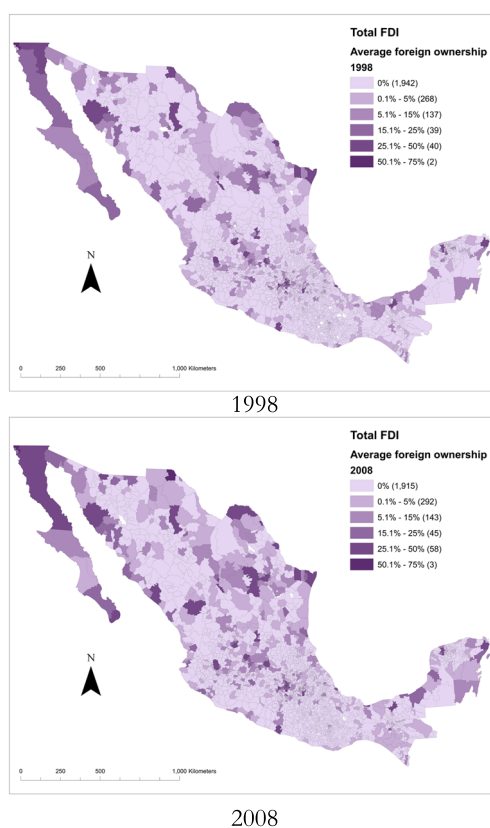 Total FDI
Average foreign ownership
1998
0% (1,942)
0.1% - 5% (268)
5.1% - 15% (137)
15.1% - 25% (39)
25.1% - 50% (40)
50.1% - 75% (2)
N
0 250 500 1,000 Kilometers
1998
Total FDI
Average foreign ownership
2008
0% (1,915)
0.1% - 5% (292)
5.1% - 15% (143)
15.1% - 25% (45)
25.1% - 50% (58)
50.1% - 75% (3)
N
0 250 500 1,000 Kilometers
2008